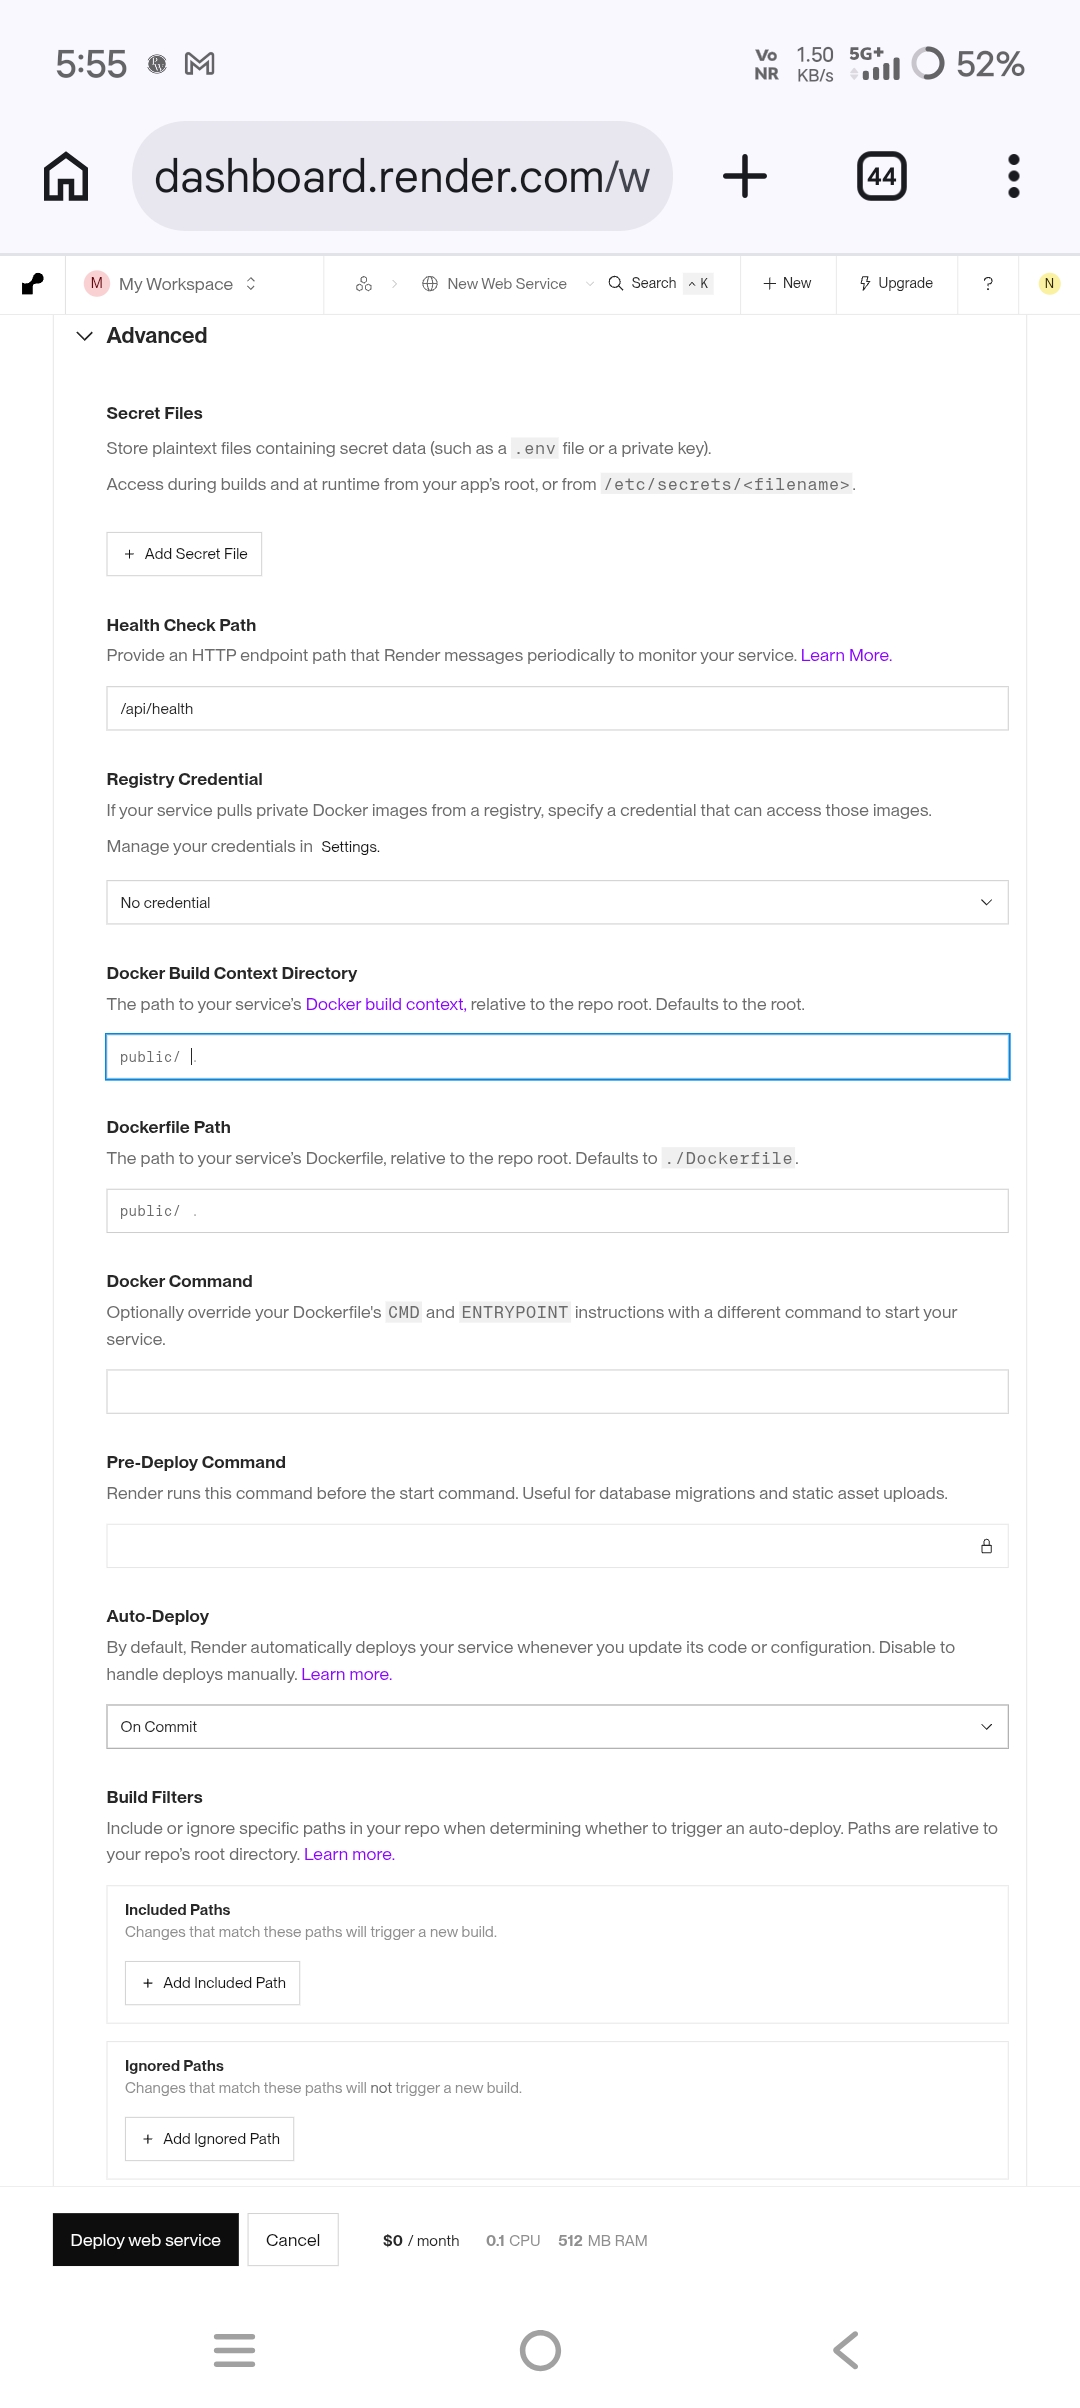 5:55
Vo NR
1.50 KB/s
5G+
52%
dashboard.render.com/w
44
M My Workspace
New Web Service
Search ^ K
+ New
Upgrade
?
N
Advanced
Secret Files
Store plaintext files containing secret data (such as a .env file or a private key).
Access during builds and at runtime from your app's root, or from /etc/secrets/<filename>.
+ Add Secret File
Health Check Path
Provide an HTTP endpoint path that Render messages periodically to monitor your service. Learn More.
/api/health
Registry Credential
If your service pulls private Docker images from a registry, specify a credential that can access those images.
Manage your credentials in Settings.
No credential
Docker Build Context Directory
The path to your service's Docker build context, relative to the repo root. Defaults to the root.
public/ .
Dockerfile Path
The path to your service's Dockerfile, relative to the repo root. Defaults to ./Dockerfile.
public/ .
Docker Command
Optionally override your Dockerfile's CMD and ENTRYPOINT instructions with a different command to start your
service.
Pre-Deploy Command
Render runs this command before the start command. Useful for database migrations and static asset uploads.
Auto-Deploy
By default, Render automatically deploys your service whenever you update its code or configuration. Disable to
handle deploys manually. Learn more.
On Commit
Build Filters
Include or ignore specific paths in your repo when determining whether to trigger an auto-deploy. Paths are relative to
your repo's root directory. Learn more.
Included Paths
Changes that match these paths will trigger a new build.
+ Add Included Path
Ignored Paths
Changes that match these paths will not trigger a new build.
+ Add Ignored Path
Deploy web service
Cancel
$0 / month
0.1 CPU
512 MB RAM